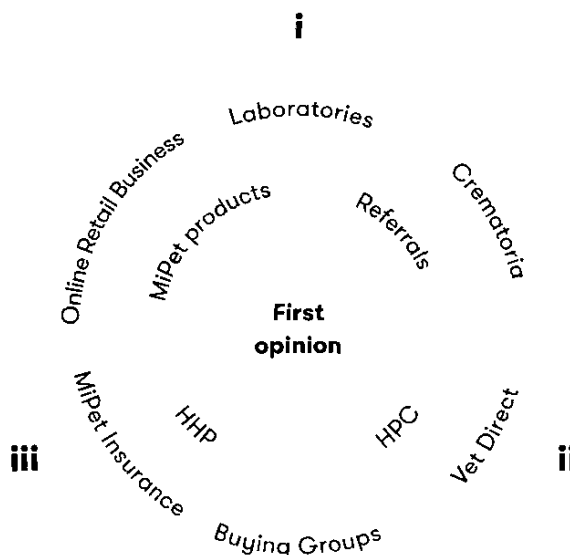 i
Laboratories
Online Retail Business
Crematoria
MiPet products
Referrals
First
opinion
MiPet Insurance
HHP
HPC
Vet Direct
iii
ii
Buying Groups